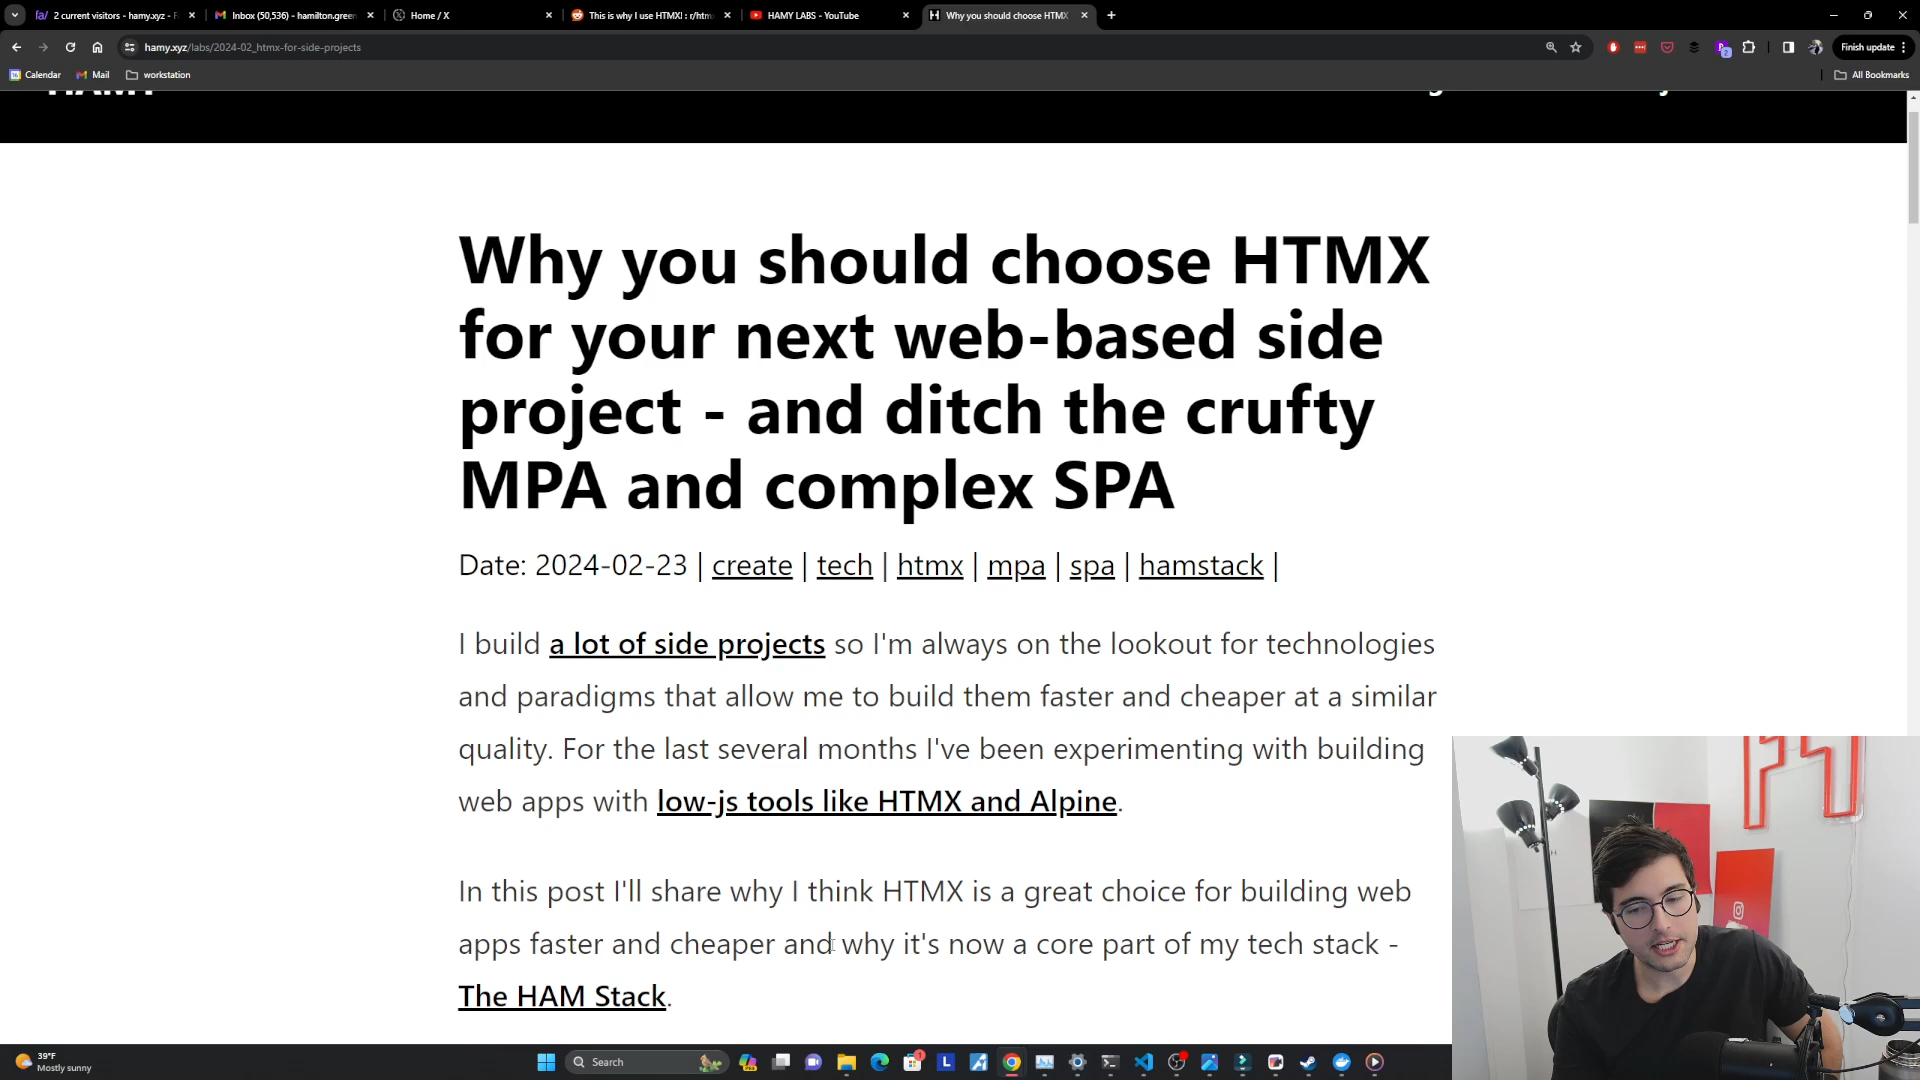 2 current visitors - hamy.xyz - F
Inbox (50,536) - hamilton.green
Home / X
This is why I use HTMX! : r/htm
HAMY LABS - YouTube
Why you should choose HTMX
hamy.xyz/labs/2024-02_htmx-for-side-projects
2
Finish update
Calendar
Mail
workstation
All Bookmarks
Why you should choose HTMX
for your next web-based side
project - and ditch the crufty
MPA and complex SPA
Date: 2024-02-23 | create | tech | htmx | mpa | spa | hamstack |
I build a lot of side projects so I'm always on the lookout for technologies
and paradigms that allow me to build them faster and cheaper at a similar
quality. For the last several months I've been experimenting with building
web apps with low-js tools like HTMX and Alpine.
In this post I'll share why I think HTMX is a great choice for building web
apps faster and cheaper and why it's now a core part of my tech stack -
The HAM Stack.
39°F
Mostly sunny
Search